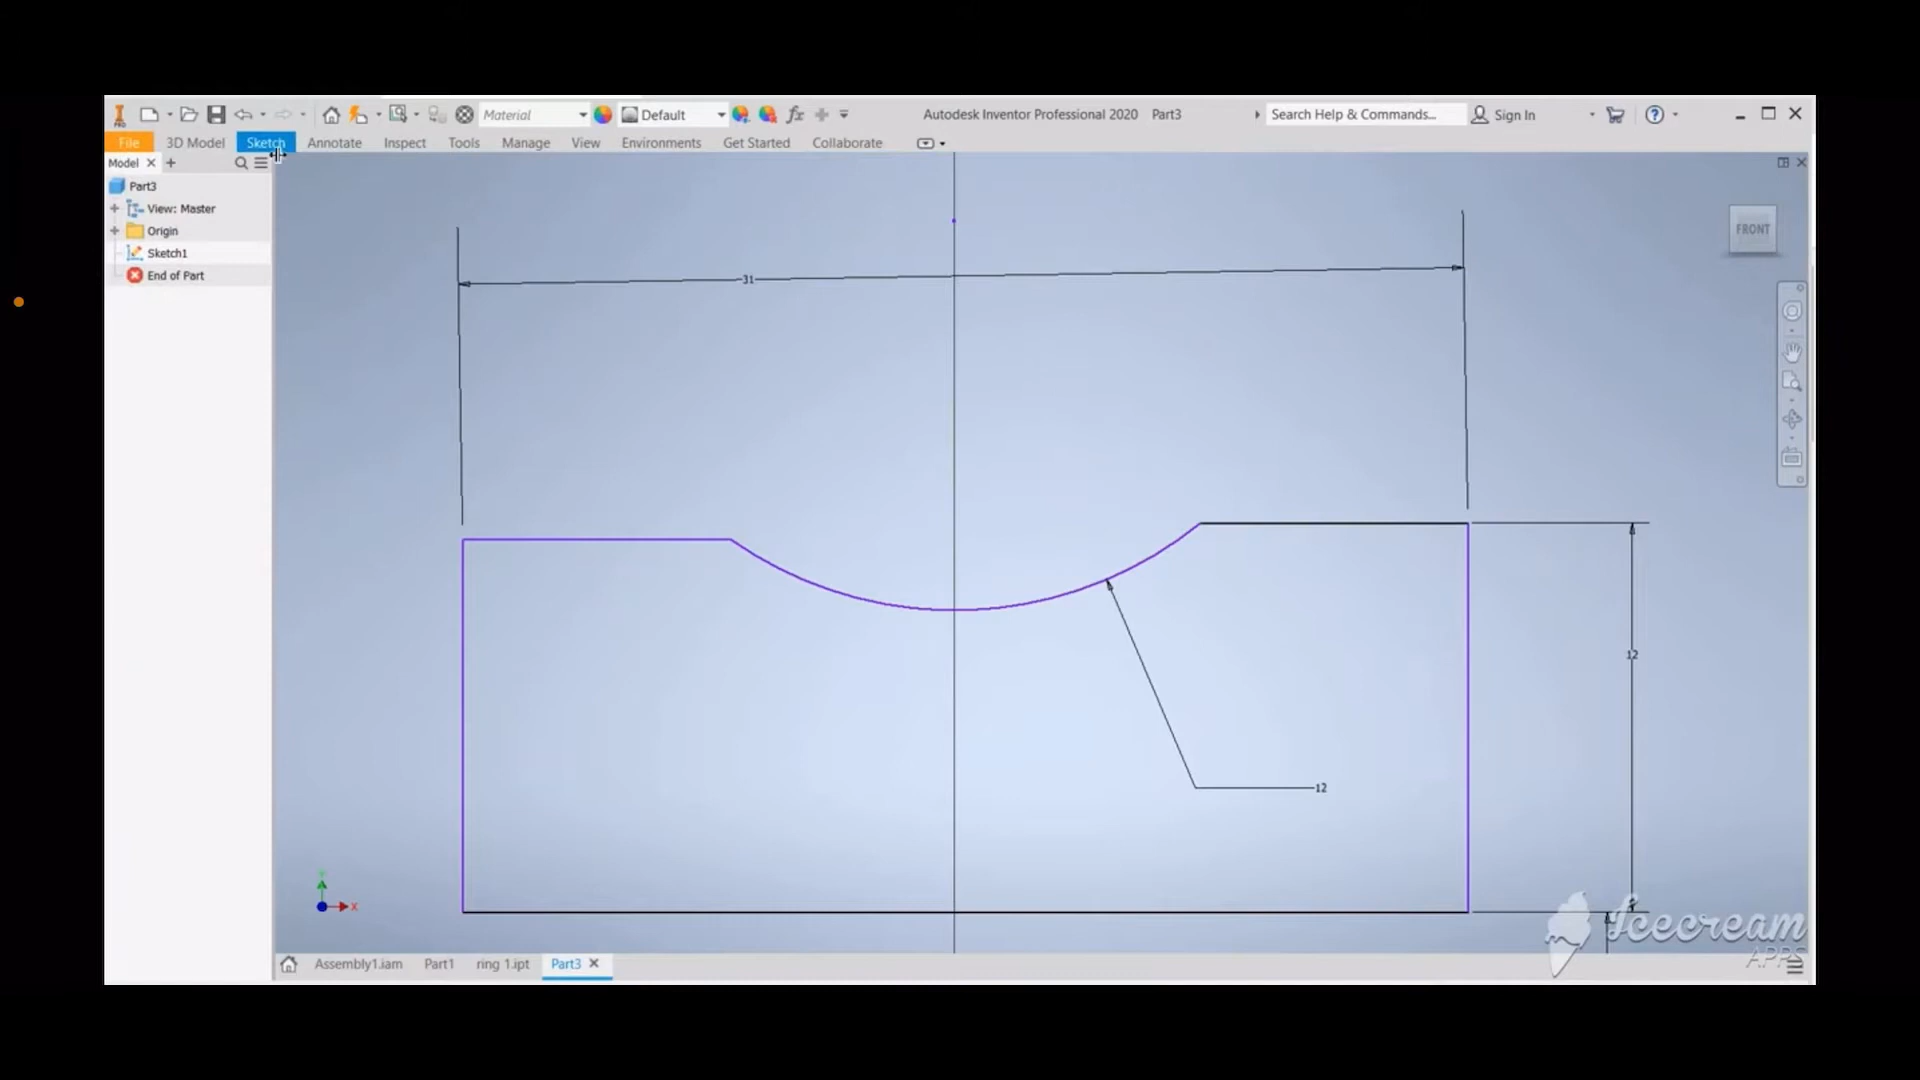 PRO
Material
Default
Autodesk Inventor Professional 2020 Part3
Search Help & Commands...
Sign In
File 3D Model Sketch Annotate Inspect Tools Manage View Environments Get Started Collaborate
Model
Part3
View: Master
Origin
Sketch1
End of Part
FRONT
31
12
12
X
Icecream
APPS
Assembly1.iam Part1 ring 1.ipt Part3